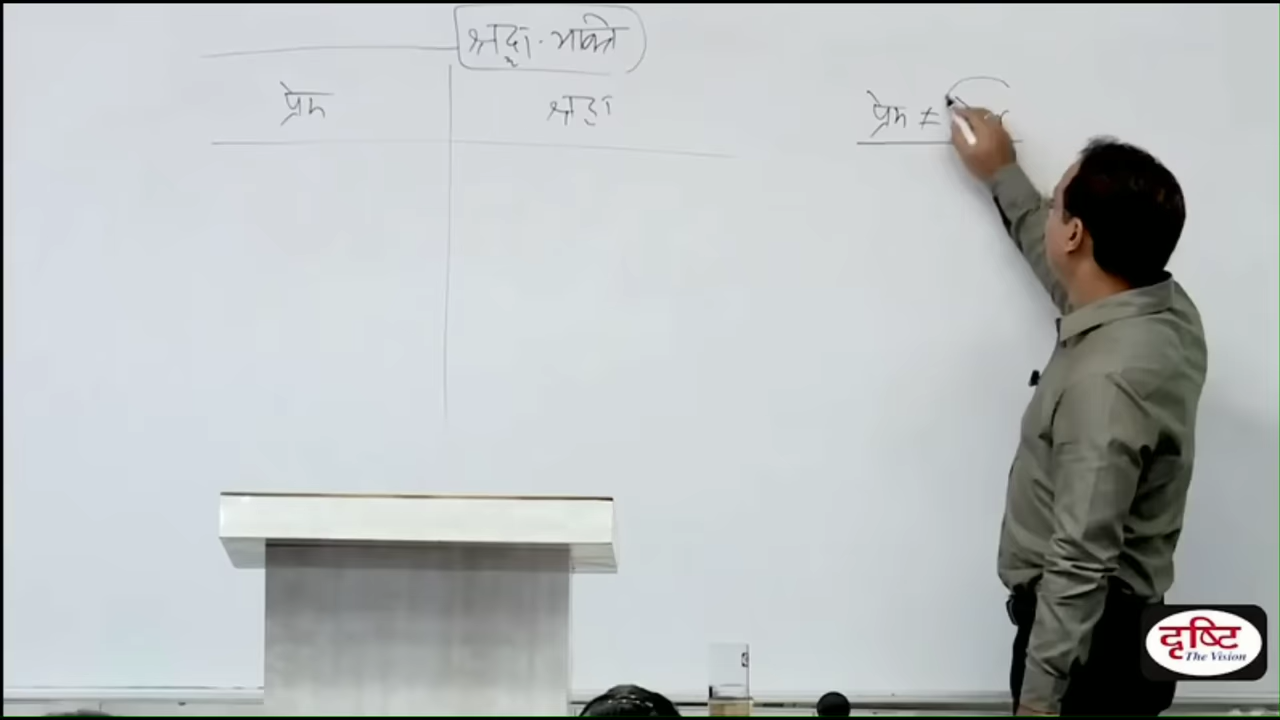 श्रद्धा-भक्ति
प्रेम श्रद्धा
प्रेम ≠
दृष्टि
The Vision